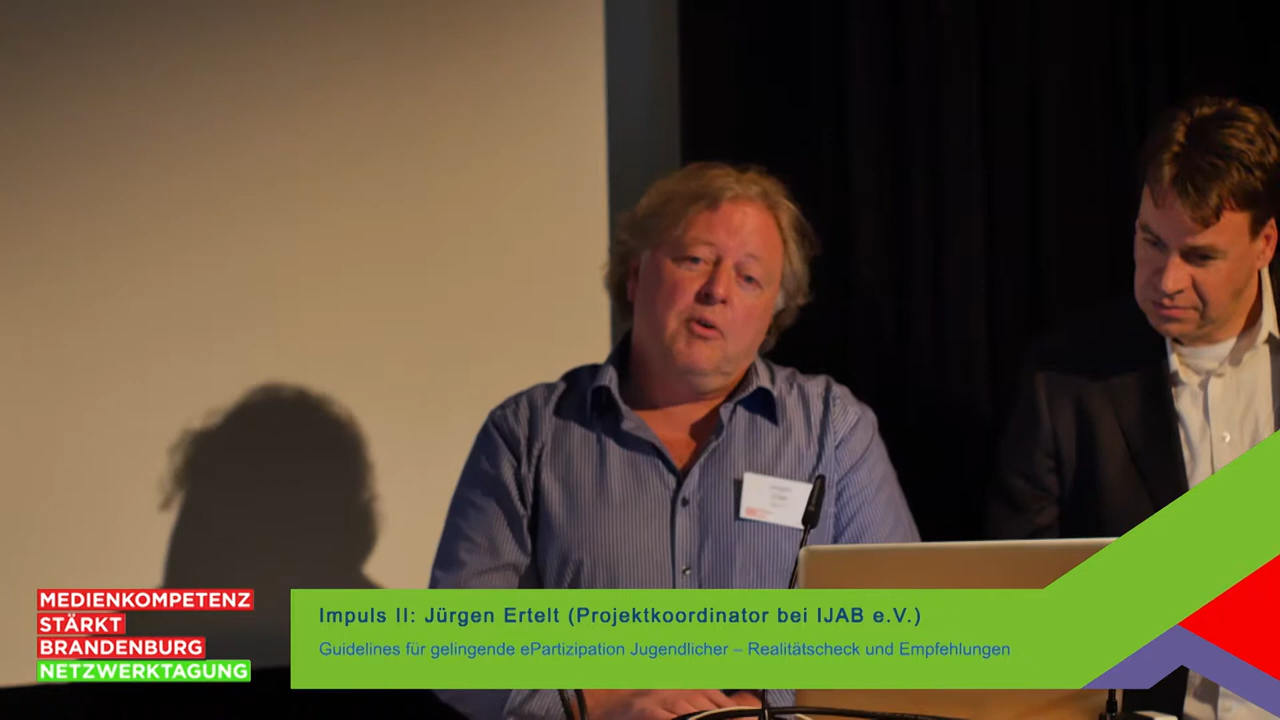 MEDIENKOMPETENZ
STÄRKT
BRANDENBURG
NETZWERKTAGUNG
Impuls II: Jürgen Ertelt (Projektkoordinator bei IJAB e.V.)
Guidelines für gelingende ePartizipation Jugendlicher – Realitätscheck und Empfehlungen